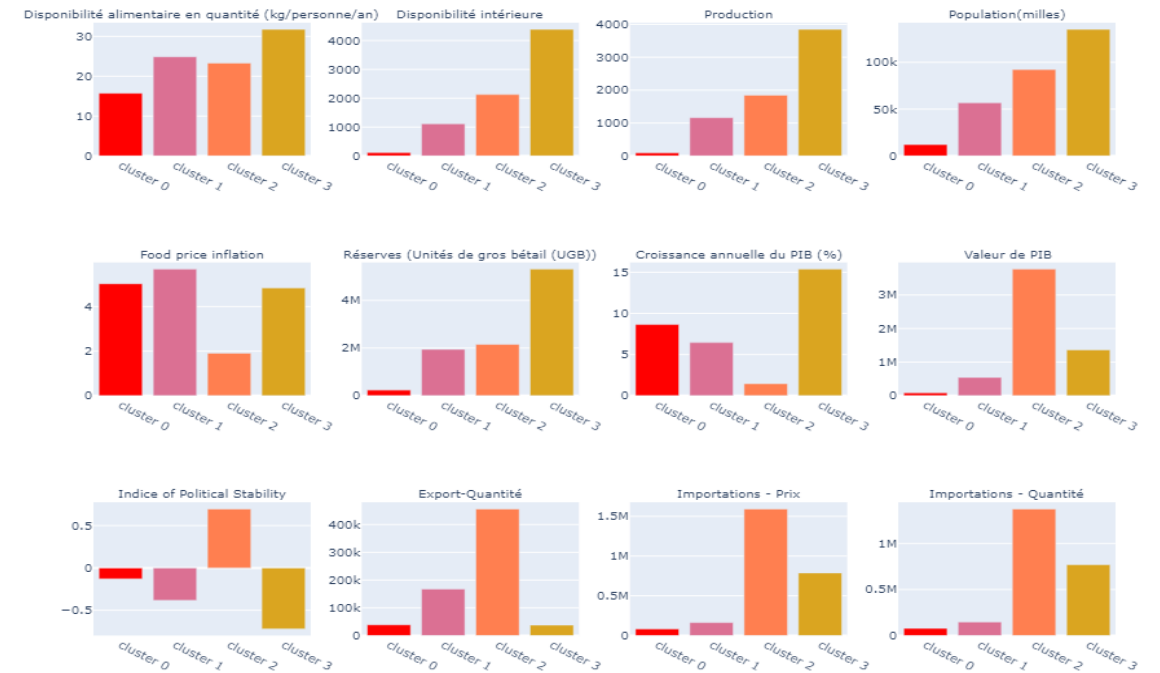 Disponibilité alimentaire en quantité (kg/personne/an)
30
20
10
0
cluster 0
cluster 1
cluster 2
cluster 3
Disponibilité intérieure
4000
3000
2000
1000
0
cluster 0
cluster 1
cluster 2
cluster 3
Production
4000
3000
2000
1000
0
cluster 0
cluster 1
cluster 2
cluster 3
Population(milles)
100k
50k
0
cluster 0
cluster 1
cluster 2
cluster 3
Food price inflation
4
2
0
cluster 0
cluster 1
cluster 2
cluster 3
Réserves (Unités de gros bétail (UGB))
4M
2M
0
cluster 0
cluster 1
cluster 2
cluster 3
Croissance annuelle du PIB (%)
15
10
5
0
cluster 0
cluster 1
cluster 2
cluster 3
Valeur de PIB
3M
2M
1M
0
cluster 0
cluster 1
cluster 2
cluster 3
Indice of Political Stability
0.5
0
−0.5
cluster 0
cluster 1
cluster 2
cluster 3
Export-Quantité
400k
300k
200k
100k
0
cluster 0
cluster 1
cluster 2
cluster 3
Importations - Prix
1.5M
1M
0.5M
0
cluster 0
cluster 1
cluster 2
cluster 3
Importations - Quantité
1M
0.5M
0
cluster 0
cluster 1
cluster 2
cluster 3